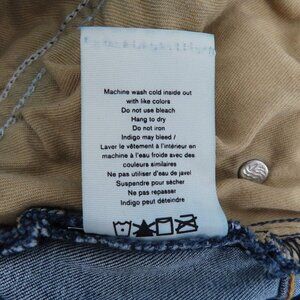 Machine wash cold inside out
with like colors
Do not use bleach
Hang to dry
Do not iron
Indigo may bleed /
Laver le vêtement à l'intérieur en
machine à l'eau froide avec des
couleurs similaires
Ne pas utiliser d'eau de javel
Suspendre pour sécher
Ne pas repasser
Indigo peut déteindre